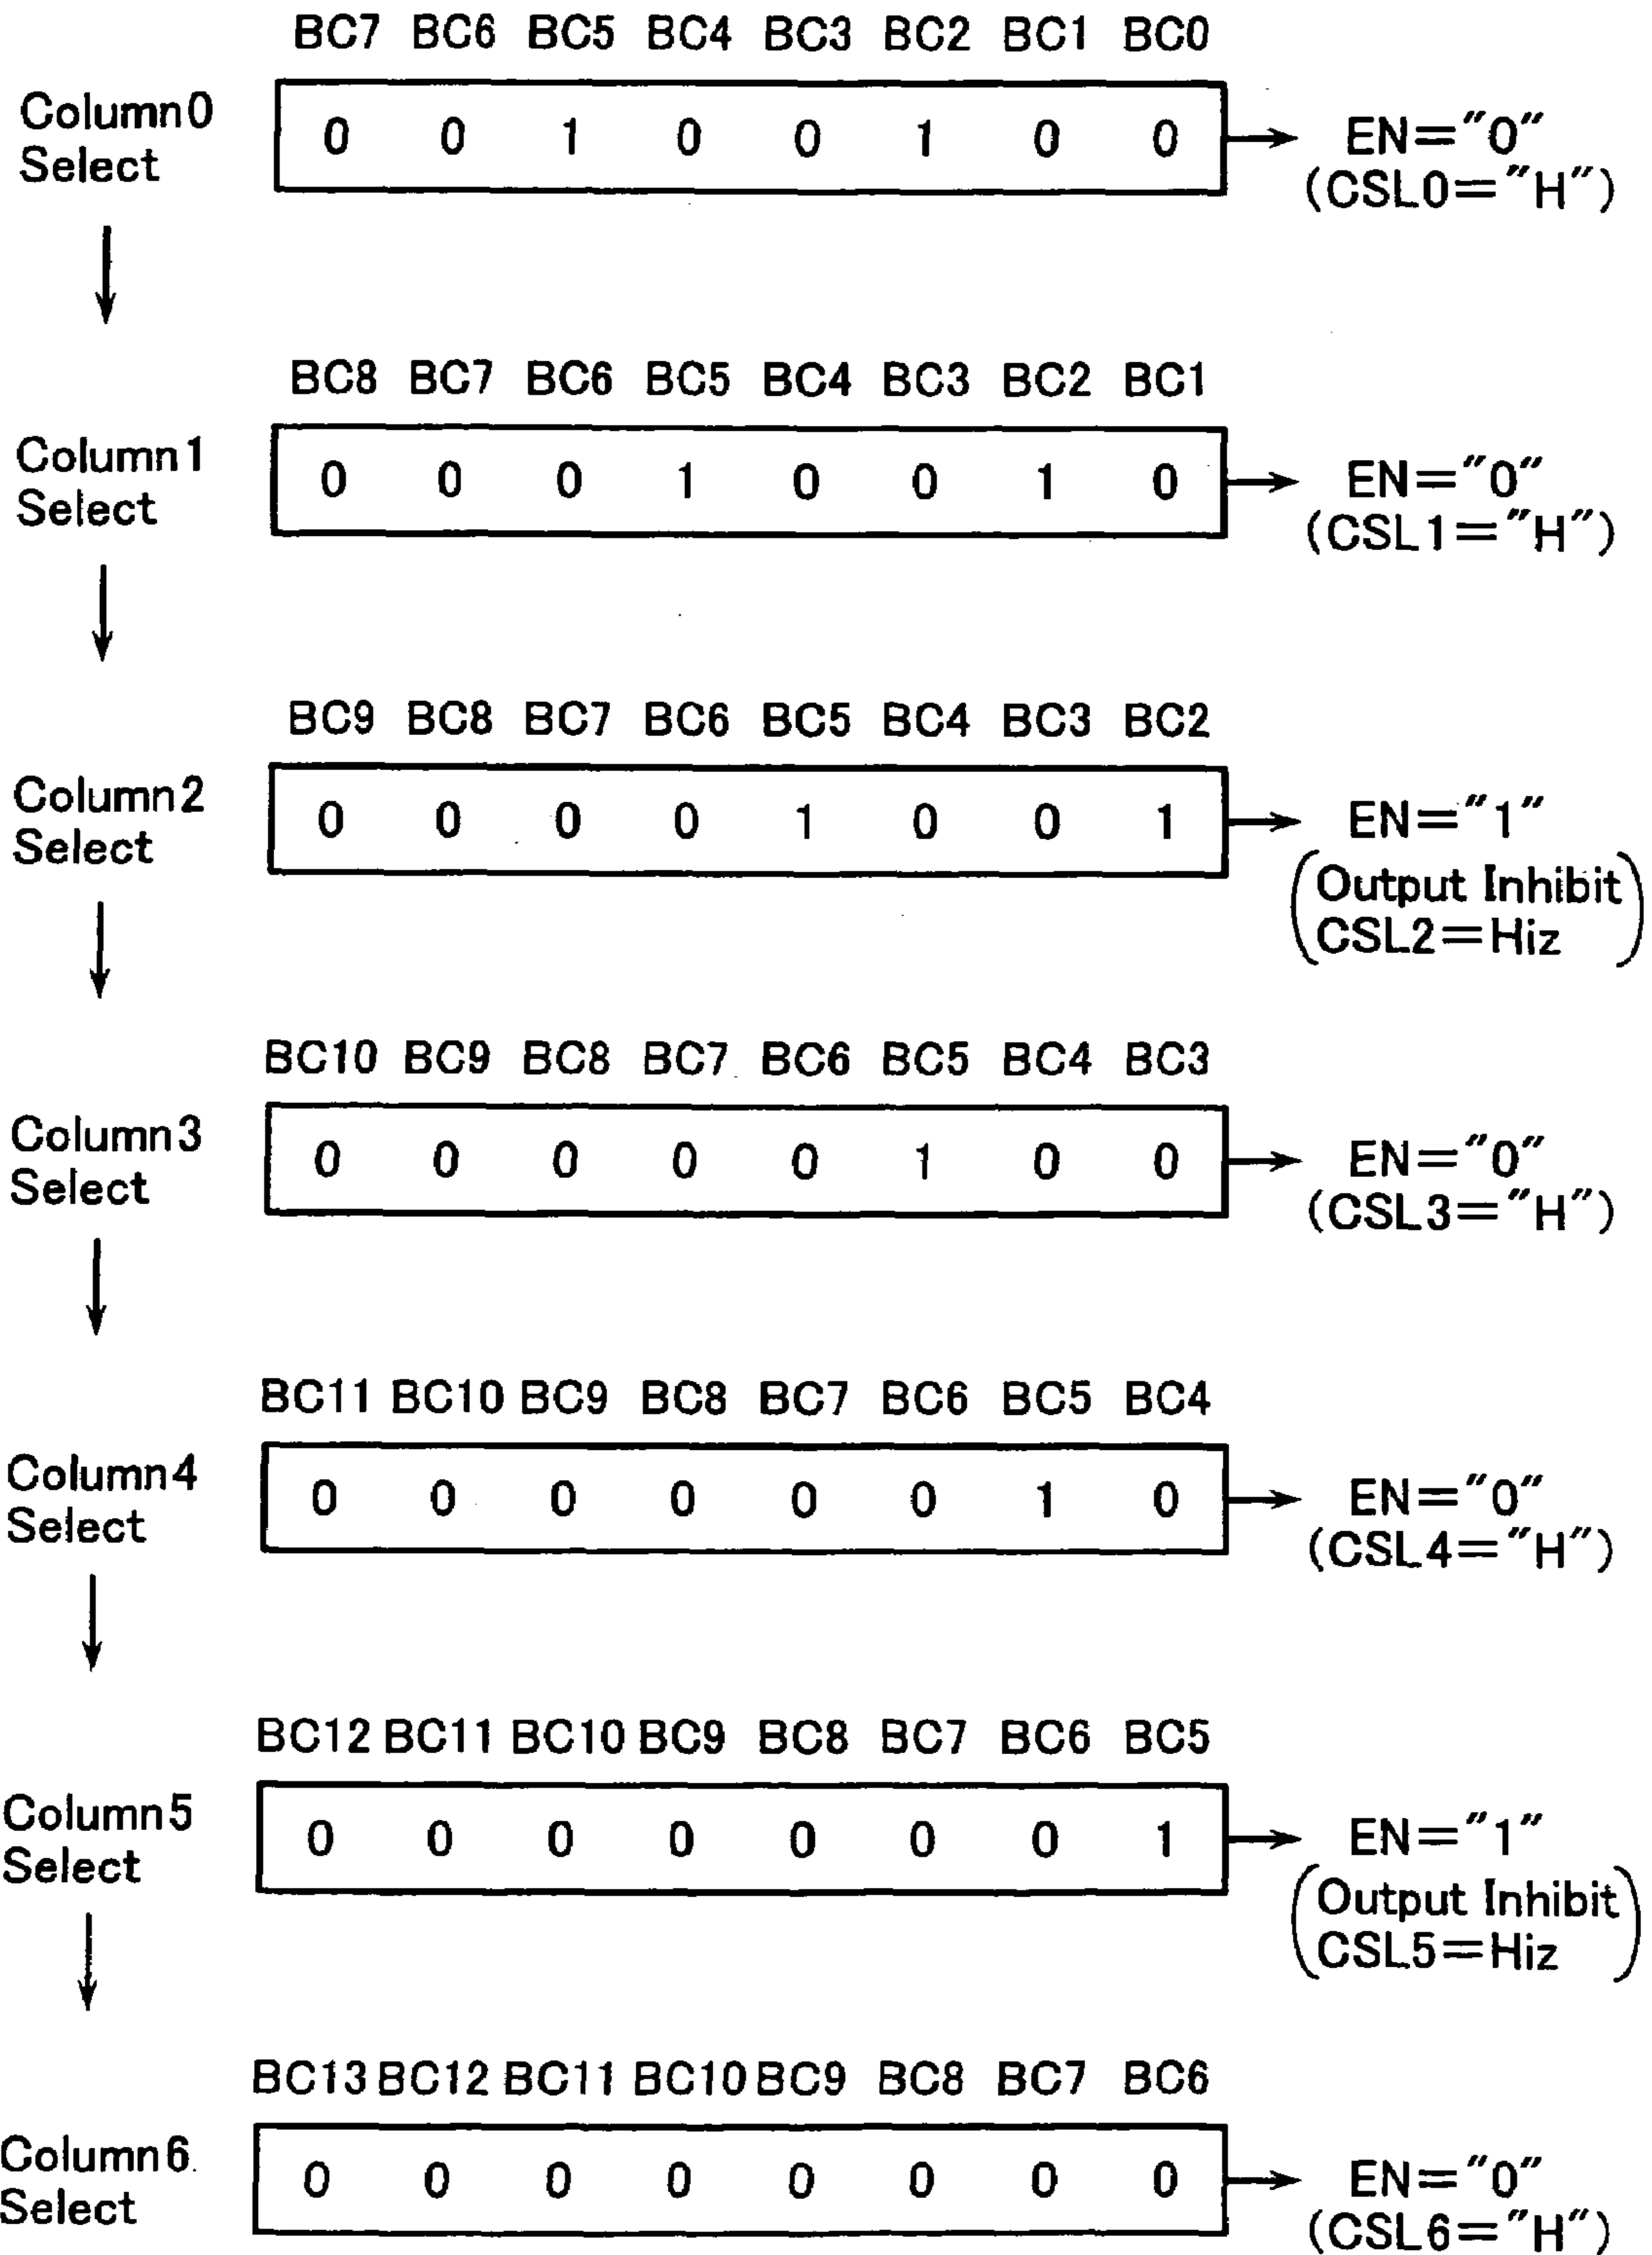 BC7 BC6 BC5 BC4 BC3 BC2 BC1 BC0
Column0
Select
0 0 1 0 0 1 0 0
EN="0"
(CSL0="H")
BC8 BC7 BC6 BC5 BC4 BC3 BC2 BC1
Column1
Select
0 0 0 1 0 0 1 0
EN="0"
(CSL1="H")
BC9 BC8 BC7 BC6 BC5 BC4 BC3 BC2
Column2
Select
0 0 0 0 1 0 0 1
EN="1"
(Output Inhibit
CSL2=Hiz)
BC10 BC9 BC8 BC7 BC6 BC5 BC4 BC3
Column3
Select
0 0 0 0 0 1 0 0
EN="0"
(CSL3="H")
BC11 BC10 BC9 BC8 BC7 BC6 BC5 BC4
Column4
Select
0 0 0 0 0 0 1 0
EN="0"
(CSL4="H")
BC12 BC11 BC10 BC9 BC8 BC7 BC6 BC5
Column5
Select
0 0 0 0 0 0 0 1
EN="1"
(Output Inhibit
CSL5=Hiz)
BC13 BC12 BC11 BC10 BC9 BC8 BC7 BC6
Column6
Select
0 0 0 0 0 0 0 0
EN="0"
(CSL6="H")